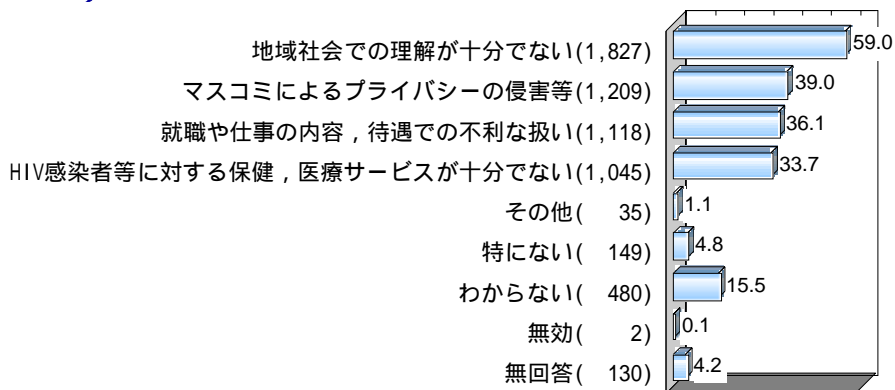 地域社会での理解が十分でない(1,827) 59.0
マスコミによるプライバシーの侵害等(1,209) 39.0
就職や仕事の内容，待遇での不利な扱い(1,118) 36.1
HIV感染者等に対する保健，医療サービスが十分でない(1,045) 33.7
その他( 35) 1.1
特にない( 149) 4.8
わからない( 480) 15.5
無効( 2) 0.1
無回答( 130) 4.2